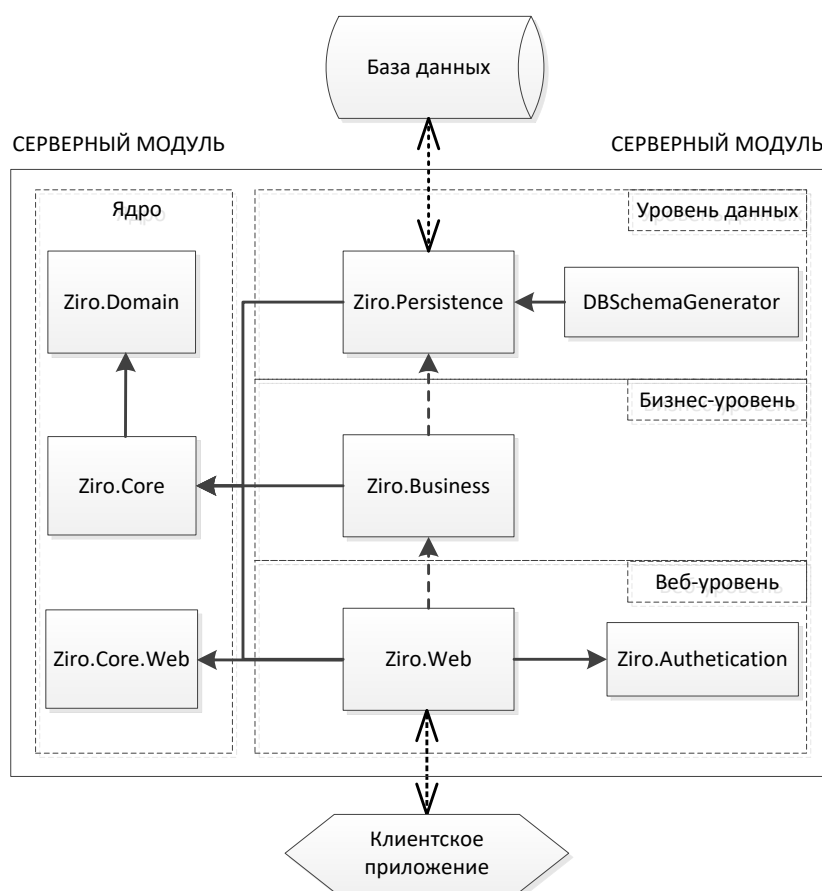 База данных
СЕРВЕРНЫЙ МОДУЛЬ
СЕРВЕРНЫЙ МОДУЛЬ
Ядро
Уровень данных
Ziro.Domain
Ziro.Persistence
DBSchemaGenerator
Бизнес-уровень
Ziro.Core
Ziro.Business
Веб-уровень
Ziro.Core.Web
Ziro.Web
Ziro.Authetication
Клиентское
приложение